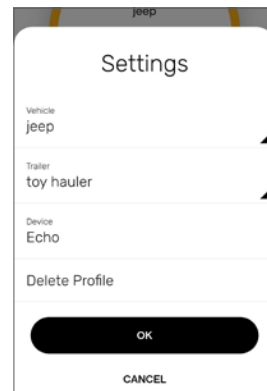 jeep
Settings
Vehicle
jeep
Trailer
toy hauler
Device
Echo
Delete Profile
OK
CANCEL